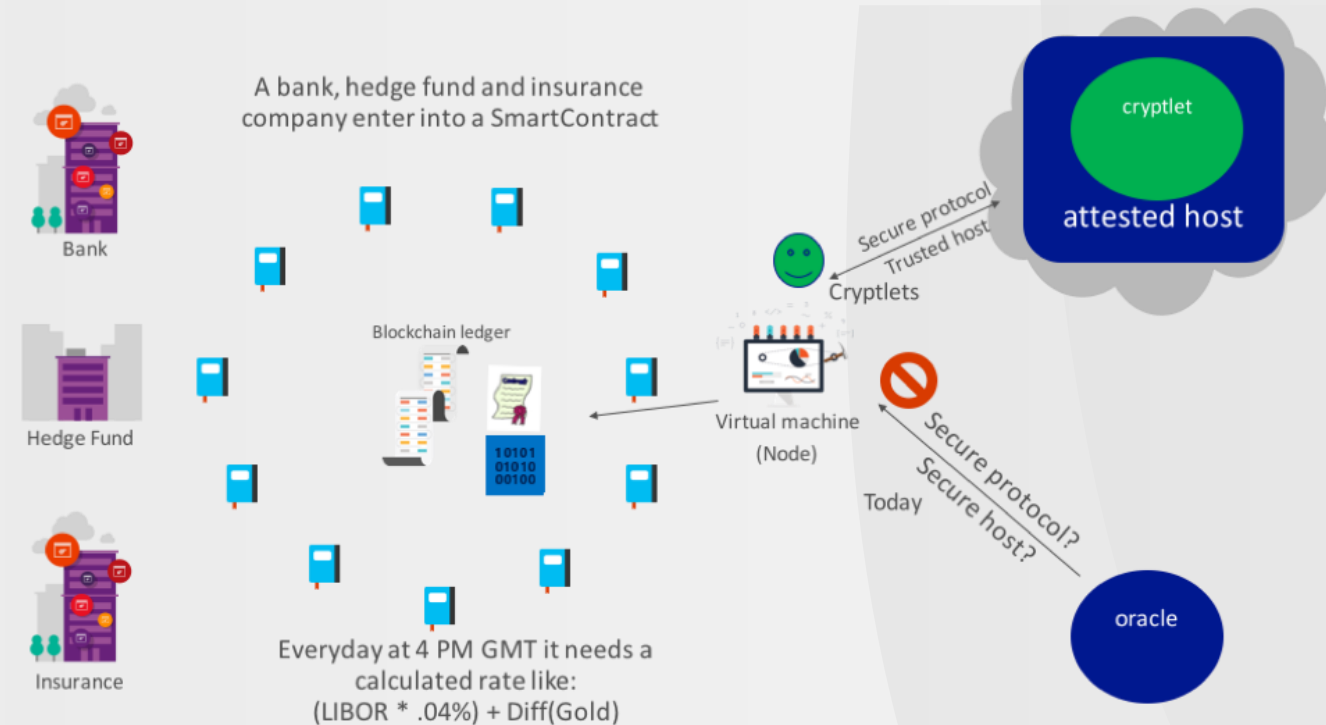 A bank, hedge fund and insurance
company enter into a SmartContract
Bank
Hedge Fund
Insurance
Blockchain ledger
Contract
10101
01010
00100
Everyday at 4 PM GMT it needs a
calculated rate like:
(LIBOR * .04%) + Diff(Gold)
Cryptlets
Virtual machine
(Node)
Secure protocol
Trusted host
cryptlet
attested host
Today
Secure protocol?
Secure host?
oracle